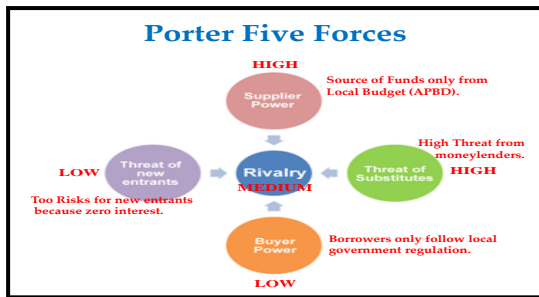 Porter Five Forces
HIGH
Supplier
Power
Source of Funds only from
Local Budget (APBD).
LOW
Threat of
new
entrants
Too Risks for new entrants
because zero interest.
Rivalry
MEDIUM
High Threat from
moneylenders.
Threat of
Substitutes
HIGH
Buyer
Power
LOW
Borrowers only follow local
government regulation.